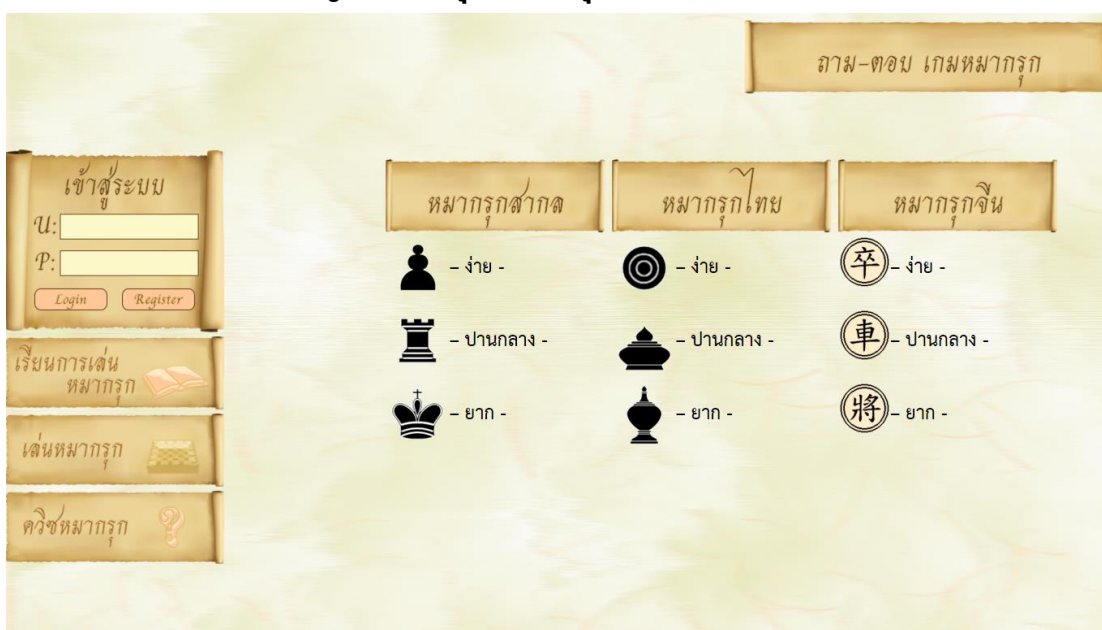 ถาม-ตอบ เกมหมากรุก
เข้าสู่ระบบ
U:
P:
Login Register
เรียนการเล่น
หมากรุก
เล่นหมากรุก
ควิซหมากรุก
หมากรุกสากล หมากรุกไทย หมากรุกจีน
– ง่าย - – ง่าย - 卒 – ง่าย -
– ปานกลาง - – ปานกลาง - 車 – ปานกลาง -
– ยาก - – ยาก - 將 – ยาก -